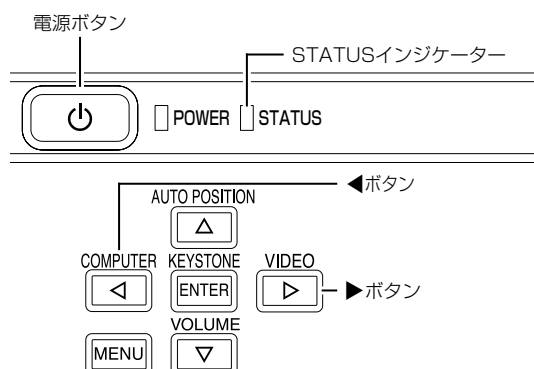 電源ボタン
STATUSインジケーター
POWER STATUS
◀ボタン
AUTO POSITION
COMPUTER KEYSTONE VIDEO
ENTER
▶ボタン
VOLUME
MENU